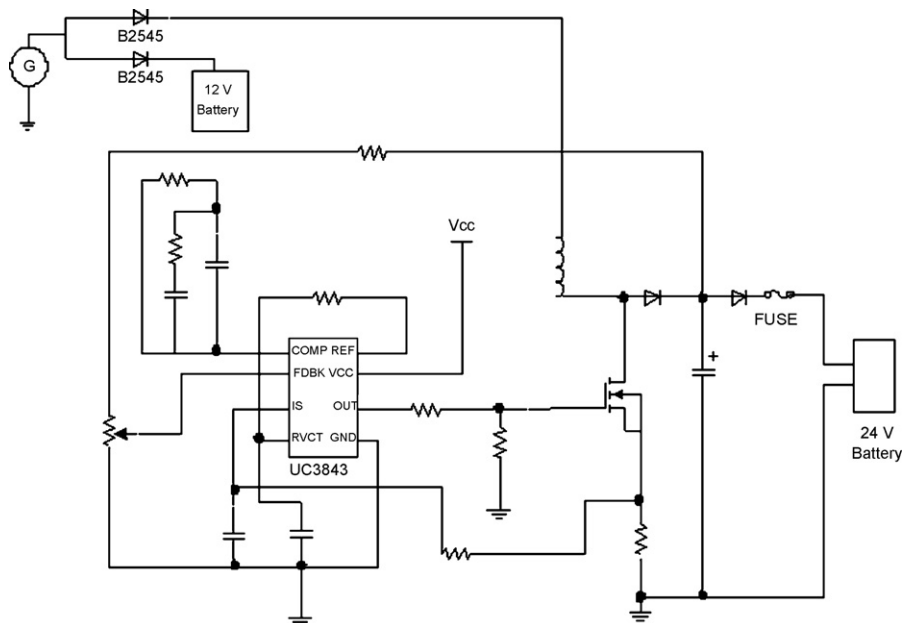 B2545
G
B2545
12 V
Battery
Vcc
FUSE
COMP REF
FDBK VCC
IS OUT
RVCT GND
UC3843
+
24 V
Battery